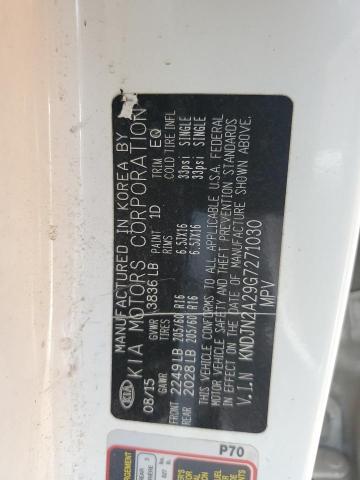 MANUFACTURED IN KOREA BY
KIA MOTORS CORPORATION
08/15 GVWR 3836 LB PAINT 1D TRIM EQ
GAWR TIRES RIMS COLD TIRE INFL
FRONT 2249 LB 205/60 R16 6.5JX16 33psi SINGLE
REAR 2028 LB 205/60 R16 6.5JX16 33psi SINGLE
THIS VEHICLE CONFORMS TO ALL APPLICABLE U.S.A. FEDERAL
MOTOR VEHICLE SAFETY AND THEFT PREVENTION STANDARDS
IN EFFECT ON THE DATE OF MANUFACTURE SHOWN ABOVE.
V.I.N KNDJN2A29G7271030
MPV
P70